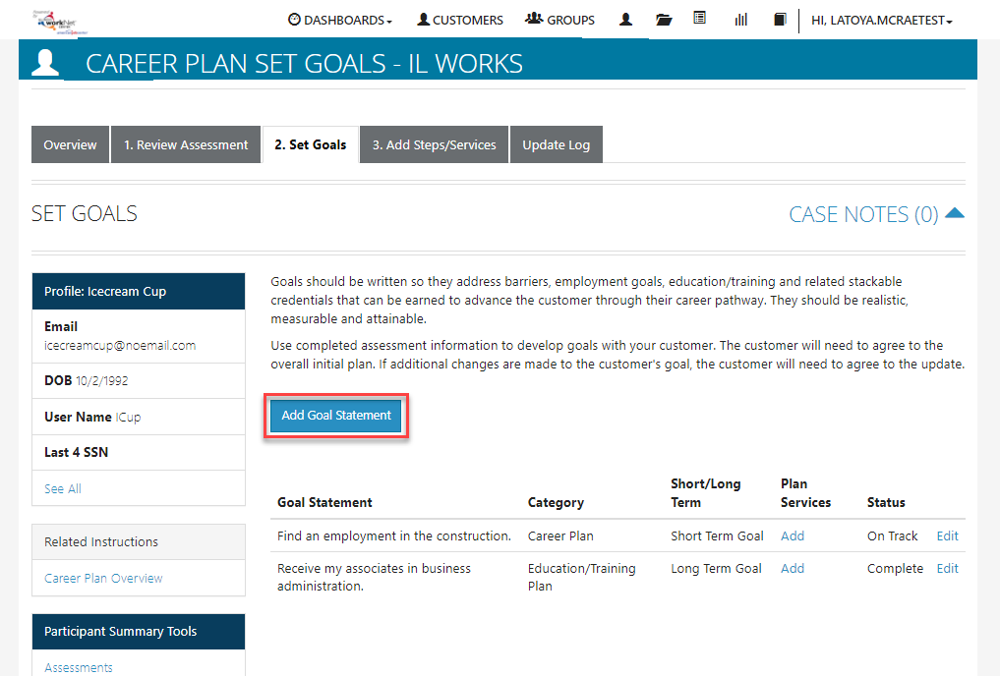 workNet
DASHBOARDS
CUSTOMERS
GROUPS
HI, LATOYA.MCRAETEST
CAREER PLAN SET GOALS - IL WORKS
Overview
1. Review Assessment
2. Set Goals
3. Add Steps/Services
Update Log
SET GOALS
CASE NOTES (0)
Profile: Icecream Cup
Email
icecreamcup@noemail.com
DOB 10/2/1992
User Name ICup
Last 4 SSN
See All
Related Instructions
Career Plan Overview
Participant Summary Tools
Assessments
Goals should be written so they address barriers, employment goals, education/training and related stackable
credentials that can be earned to advance the customer through their career pathway. They should be realistic,
measurable and attainable.
Use completed assessment information to develop goals with your customer. The customer will need to agree to the
overall initial plan. If additional changes are made to the customer's goal, the customer will need to agree to the update.
Add Goal Statement
Goal Statement Category Short/Long Term Plan Services Status
Find an employment in the construction. Career Plan Short Term Goal Add On Track Edit
Receive my associates in business administration. Education/Training Plan Long Term Goal Add Complete Edit